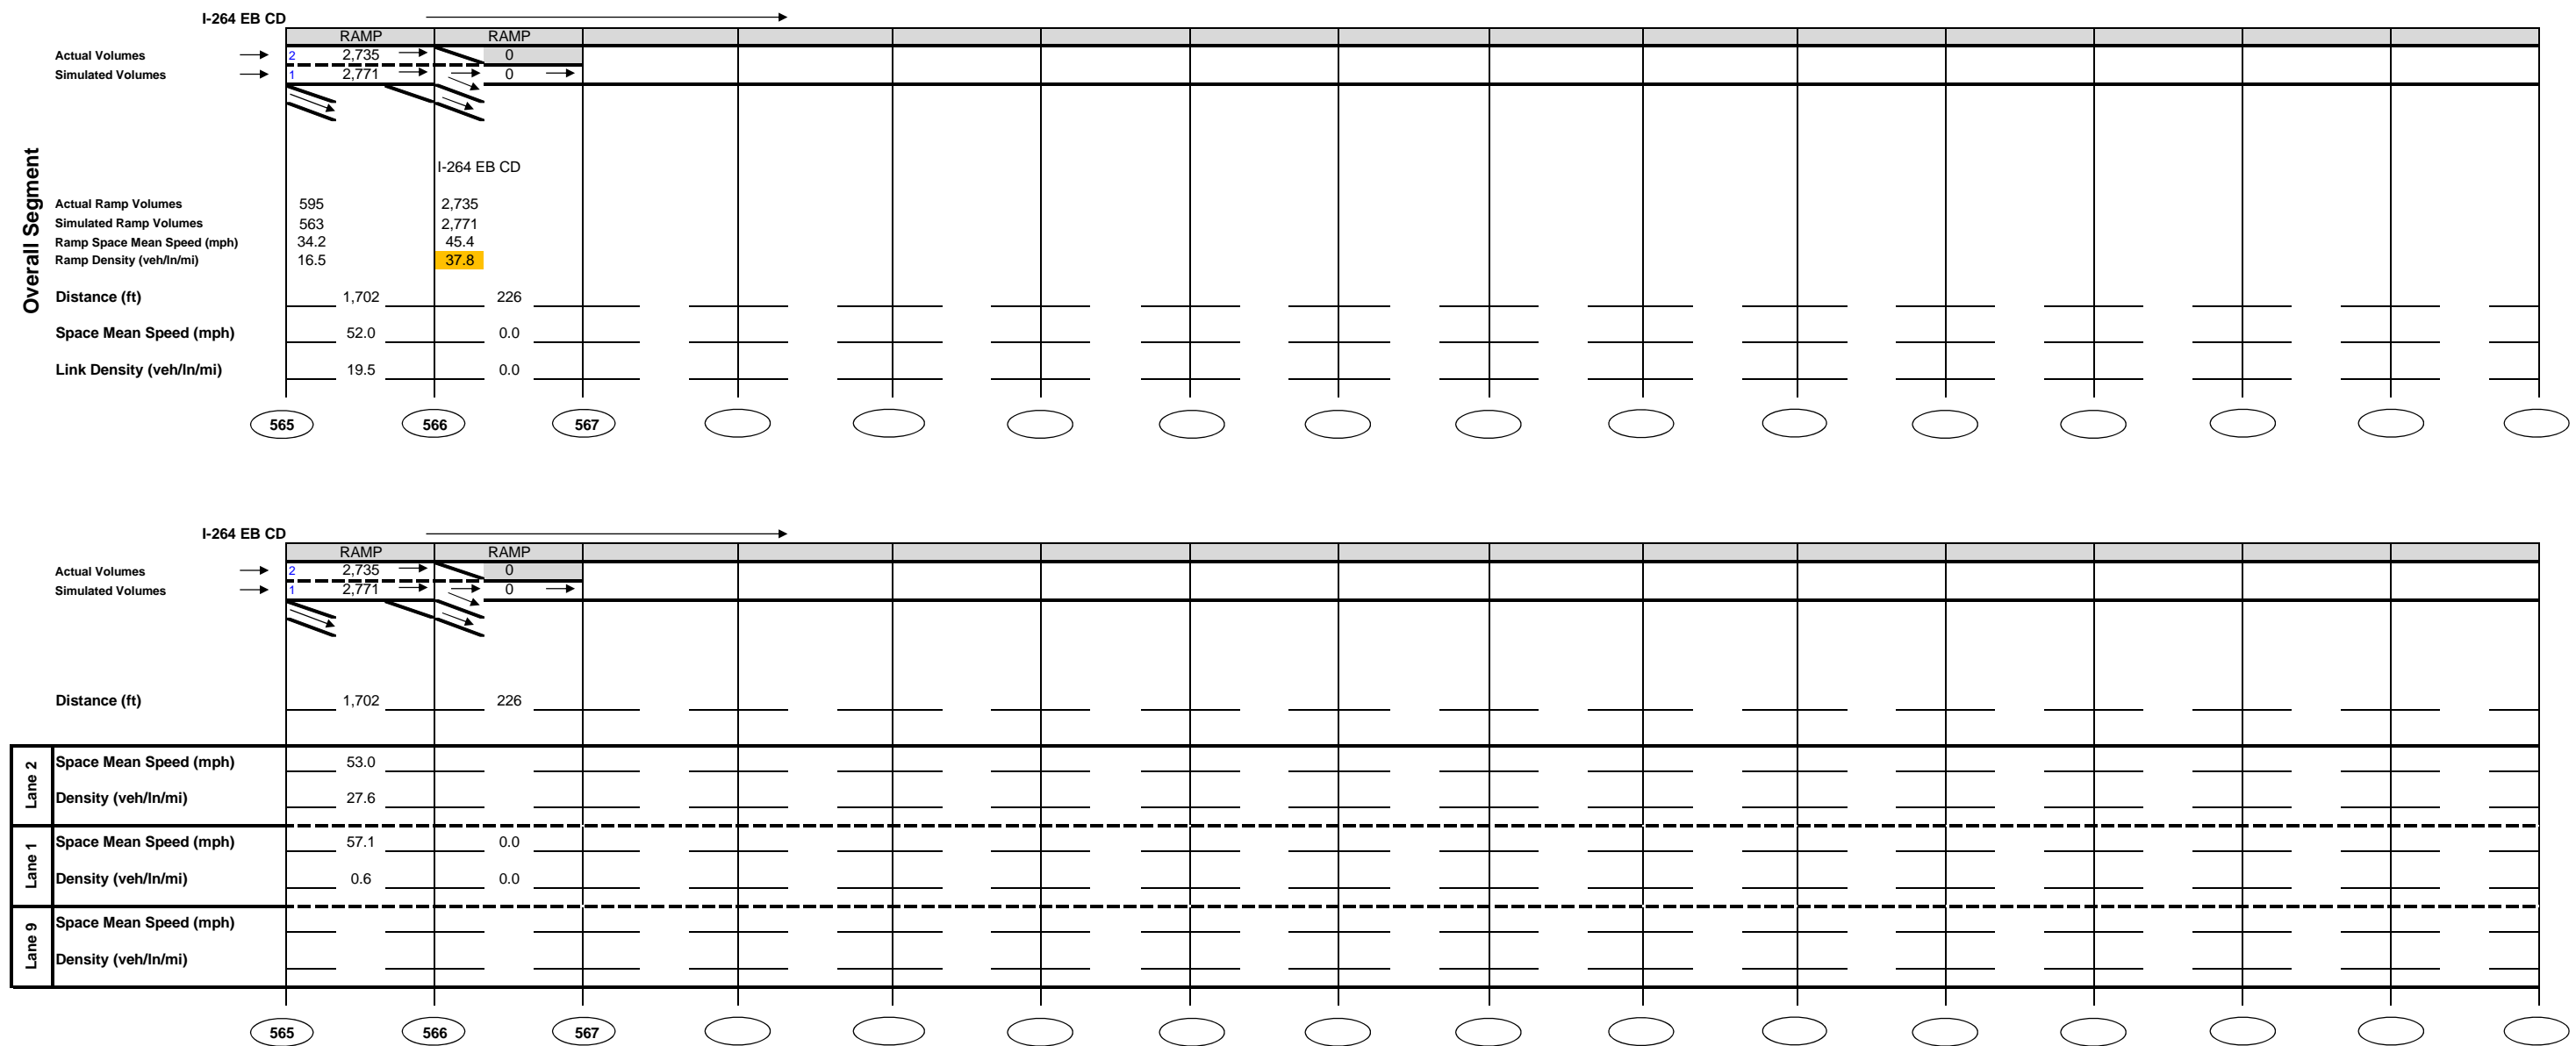 I-264 EB CD
RAMP RAMP
Actual Volumes 2 2,735 0
Simulated Volumes 1 2,771 0
Overall Segment
I-264 EB CD
Actual Ramp Volumes 595 2,735
Simulated Ramp Volumes 563 2,771
Ramp Space Mean Speed (mph) 34.2 45.4
Ramp Density (veh/ln/mi) 16.5 37.8
Distance (ft) 1,702 226
Space Mean Speed (mph) 52.0 0.0
Link Density (veh/ln/mi) 19.5 0.0
565 566 567
I-264 EB CD
RAMP RAMP
Actual Volumes 2 2,735 0
Simulated Volumes 1 2,771 0
Distance (ft) 1,702 226
Lane 2
Space Mean Speed (mph) 53.0
Density (veh/ln/mi) 27.6
Lane 1
Space Mean Speed (mph) 57.1 0.0
Density (veh/ln/mi) 0.6 0.0
Lane 9
Space Mean Speed (mph)
Density (veh/ln/mi)
565 566 567